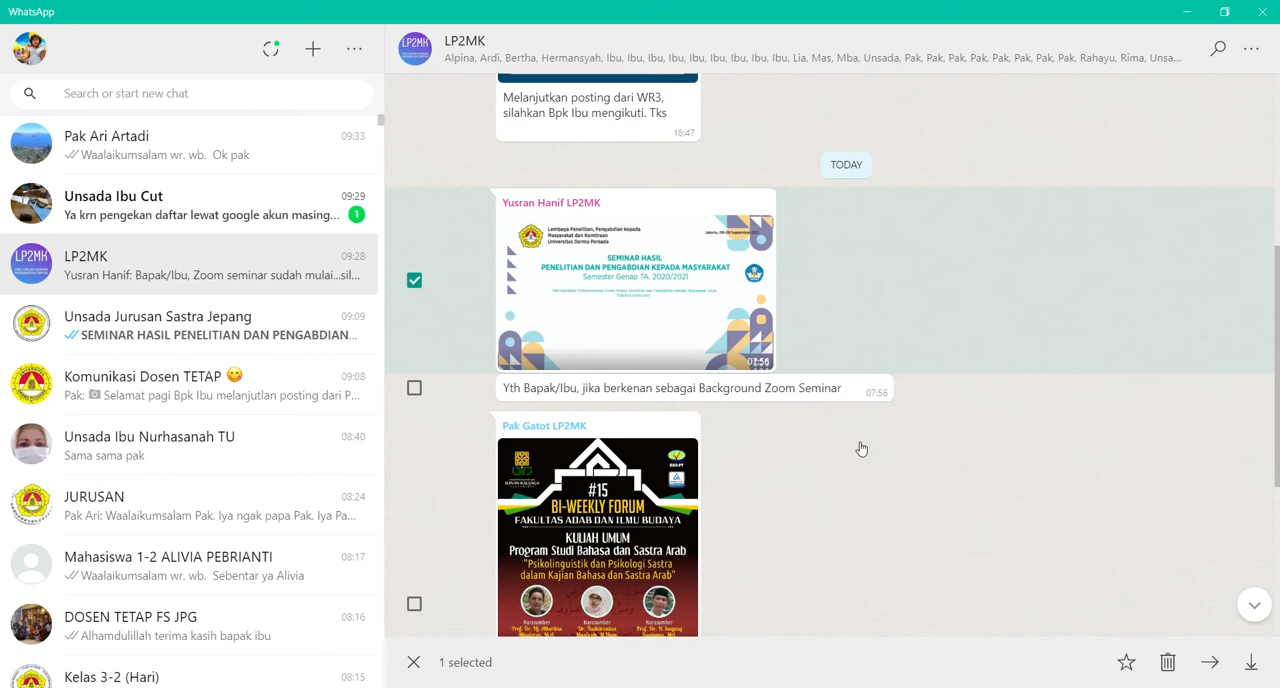 WhatsApp
Search or start new chat
Pak Ari Artadi
09:33
Waalaikumsalam wr. wb.  Ok pak
Unsada Ibu Cut
09:29
Ya krn pengekan daftar lewat google akun masing...
1
LP2MK
LP2MK
09:28
Yusran Hanif: Bapak/Ibu, Zoom seminar sudah mulai...sil...
Unsada Jurusan Sastra Jepang
09:09
SEMINAR HASIL PENELITIAN DAN PENGABDIAN...
Komunikasi Dosen TETAP 😋
09:08
Pak: 📷 Selamat pagi Bpk Ibu melanjutlan posting dari P...
Unsada Ibu Nurhasanah TU
08:40
Sama sama pak
JURUSAN
08:24
Pak Ari: Waalaikumsalam Pak. Iya ngak papa Pak. Iya Pa...
Mahasiswa 1-2 ALIVIA PEBRIANTI
08:17
Waalaikumsalam wr. wb.  Sebentar ya Alivia
DOSEN TETAP FS JPG
08:16
Alhamdulillah terima kasih bapak ibu
Kelas 3-2 (Hari)
08:15
LP2MK
LP2MK
Alpina, Ardi, Bertha, Hermansyah, Ibu, Ibu, Ibu, Ibu, Ibu, Ibu, Ibu, Ibu, Ibu, Lia, Mas, Mba, Unsada, Pak, Pak, Pak, Pak, Pak, Pak, Pak, Pak, Rahayu, Rima, Unsa...
Melanjutkan posting dari WR3,
silahkan Bpk Ibu mengikuti. Tks
18:47
TODAY
Yusran Hanif LP2MK
Lembaga Penelitian, Pengabdian kepada
Masyarakat dan Kemitraan
Universitas Darma Persada
SEMINAR HASIL
PENELITIAN DAN PENGABDIAN KEPADA MASYARAKAT
Semester Genap TA. 2020/2021
07:56
Yth Bapak/Ibu, jika berkenan sebagai Background Zoom Seminar
07:56
Pak Gatot LP2MK
#15
BI-WEEKLY FORUM
FAKULTAS ADAB DAN ILMU BUDAYA
KULIAH UMUM
Program Studi Bahasa dan Sastra Arab
"Psikolinguistik dan Psikologi Sastra
dalam Kajian Bahasa dan Sastra Arab"
Narasumber
Narasumber
Narasumber
1 selected